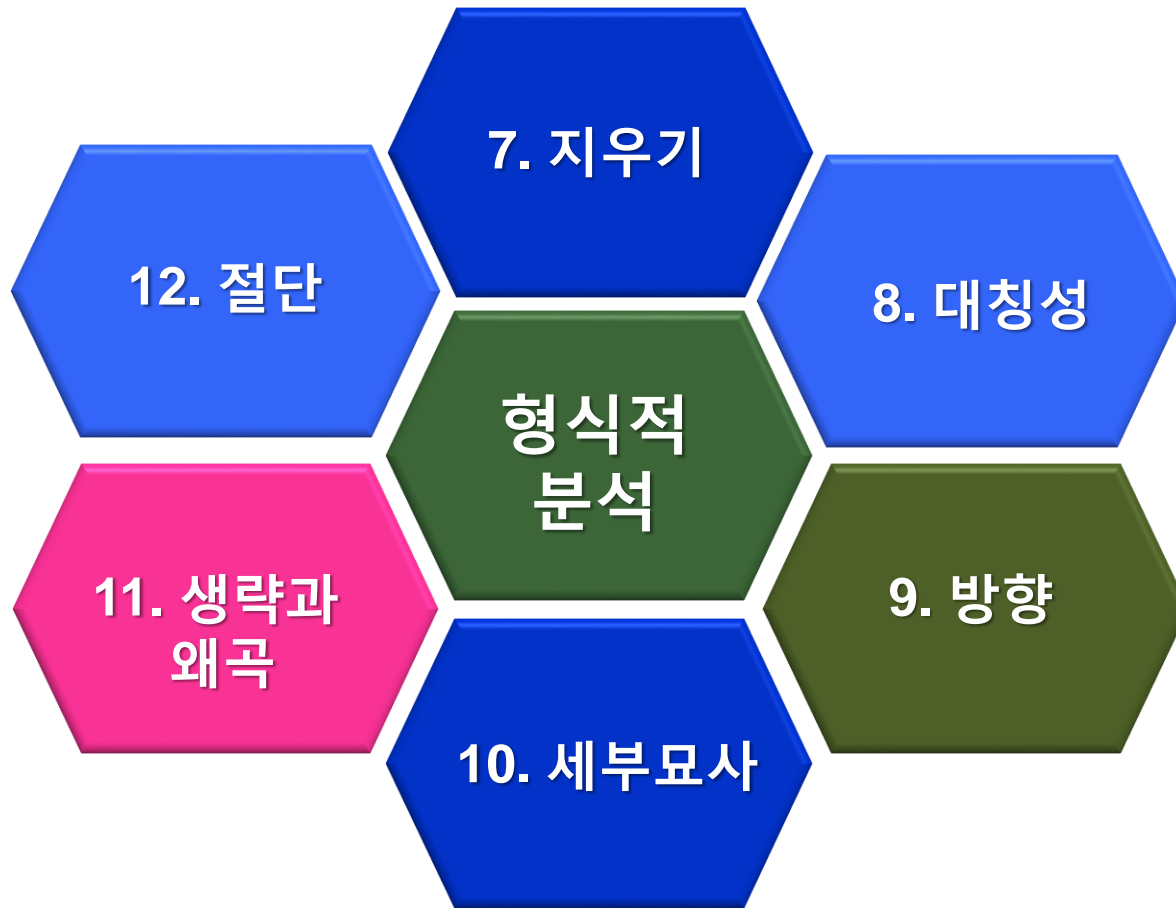 7. 지우기
12. 절단
8. 대칭성
형식적
분석
11. 생략과
왜곡
9. 방향
10. 세부묘사